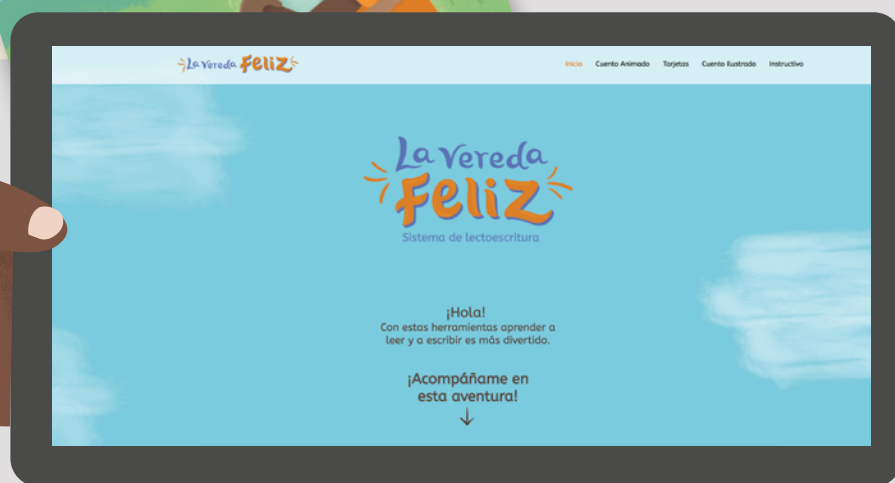 La Vereda Feliz
Inicio Cuento Animado Tarjetas Cuento Ilustrado Instructivo
La Vereda
Feliz
Sistema de lectoescritura
¡Hola!
Con estas herramientas aprender a
leer y a escribir es más divertido.
¡Acompáñame en
esta aventura!